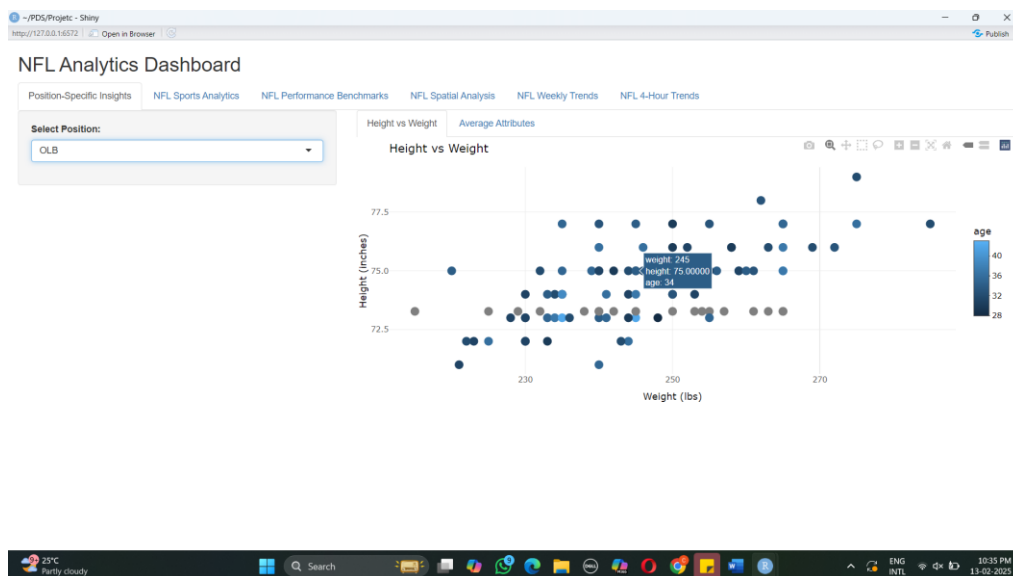 ~/PDS/Projetc - Shiny
http://127.0.0.1:6572 Open in Browser Publish
NFL Analytics Dashboard
Position-Specific Insights NFL Sports Analytics NFL Performance Benchmarks NFL Spatial Analysis NFL Weekly Trends NFL 4-Hour Trends
Select Position:
OLB
Height vs Weight Average Attributes
Height vs Weight
77.5
75.0
72.5
Height (inches)
weight: 245
height: 75.00000
age: 34
230 250 270
Weight (lbs)
age
40
36
32
28
25°C
Partly cloudy
Search
ENG
INTL
10:35 PM
13-02-2025